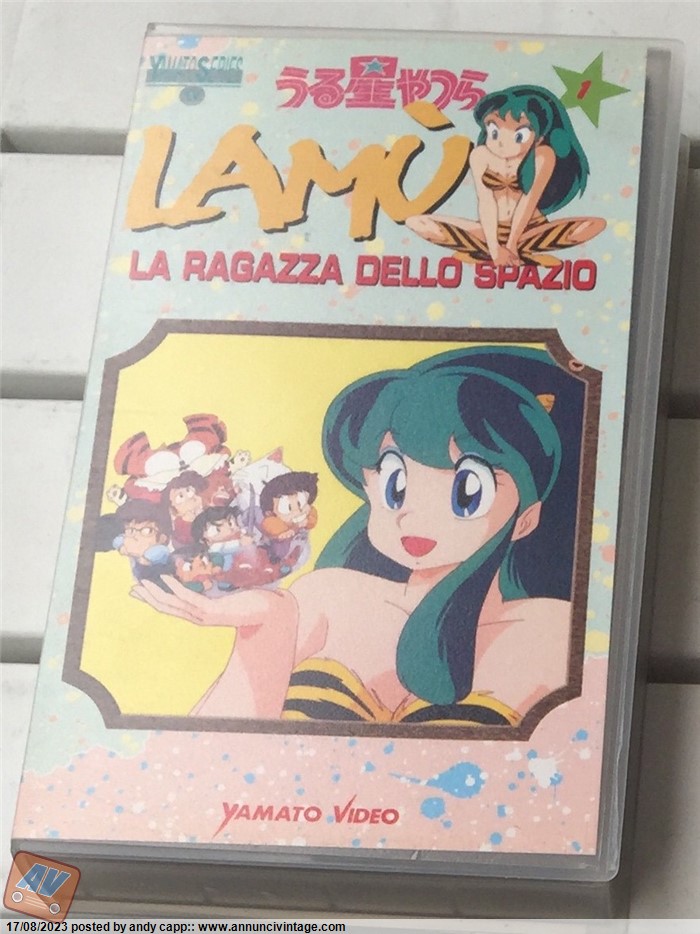 YAMATO SERIES
うる星やつら
1
LAMÙ
LA RAGAZZA DELLO SPAZIO
YAMATO VIDEO
AV
17/08/2023 posted by andy capp:: www.annuncivintage.com